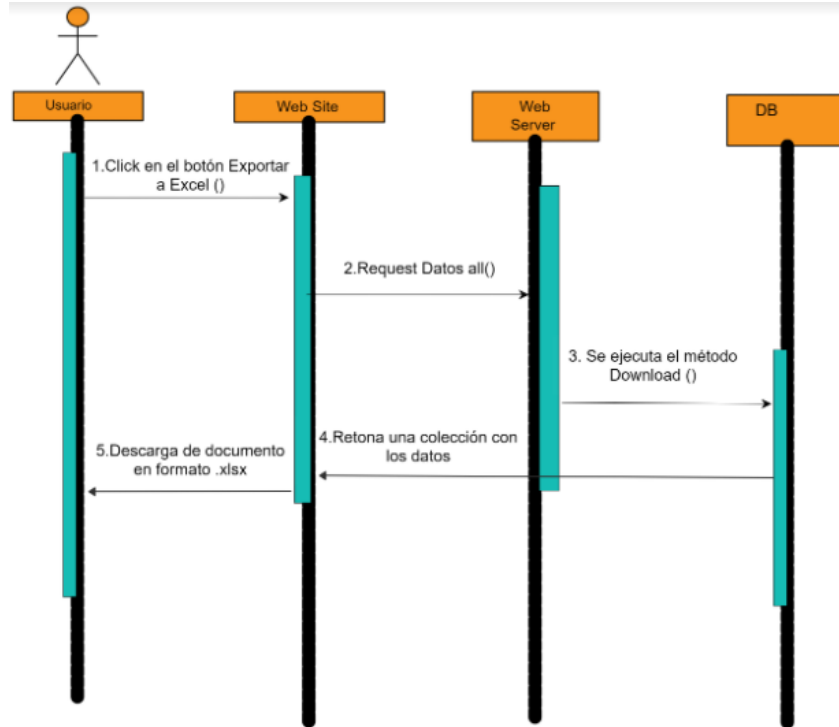 Usuario
Web Site
Web
Server
DB
1.Click en el botón Exportar
a Excel ()
2.Request Datos all()
3. Se ejecuta el método
Download ()
4.Retona una colección con
los datos
5.Descarga de documento
en formato .xlsx